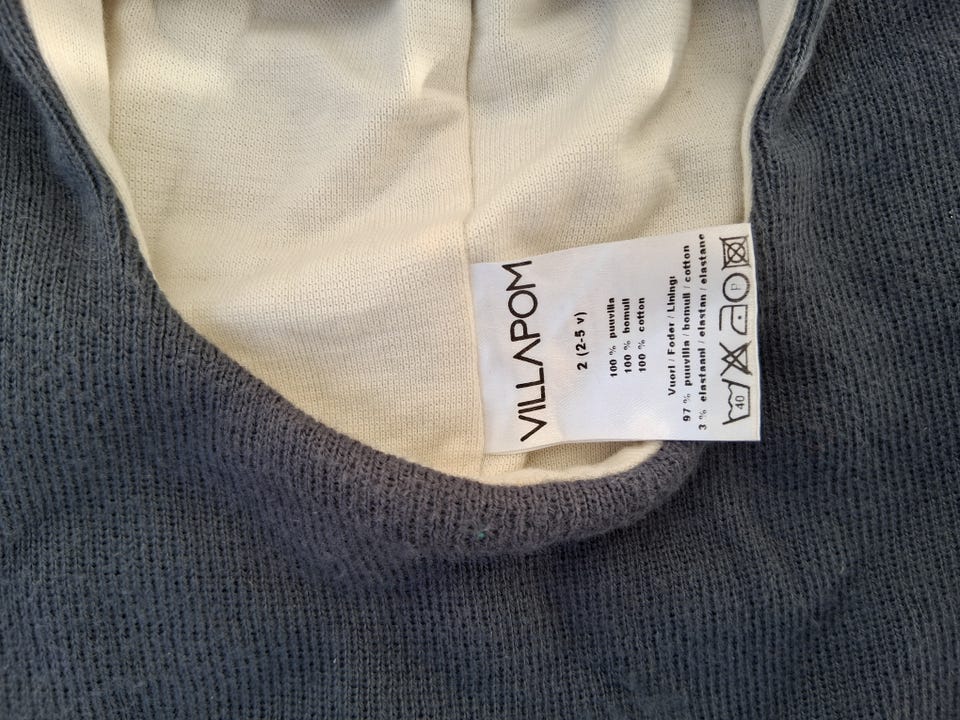 VILLAPOM
2 (2-5 v)
100 % puuvilla
100 % bomull
100 % cotton
Vuori / Foder / Lining:
97 % puuvilla / bomull / cotton
3 % elastaani / elastan / elastane
40 P